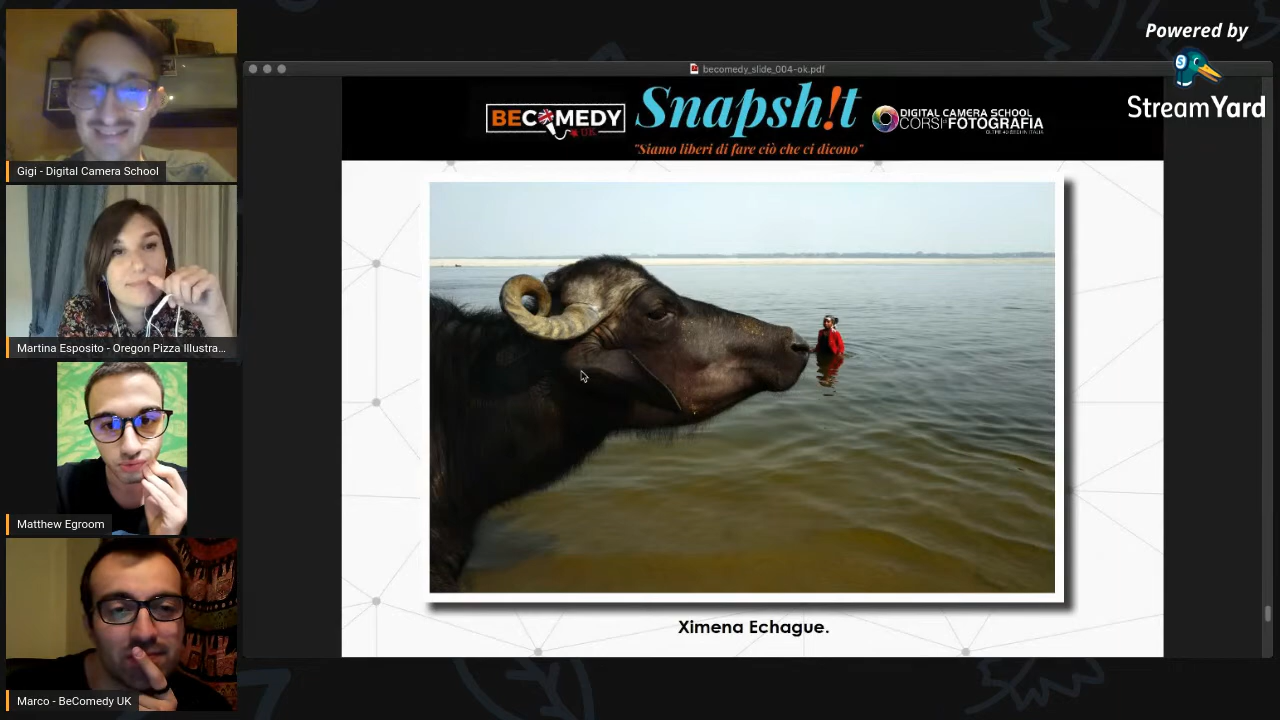 Powered by
StreamYard
becomedy_slide_004-ok.pdf
BECOMEDY
UK
Snapsh!t
"Siamo liberi di fare ciò che ci dicono"
DIGITAL CAMERA SCHOOL
CORSI FOTOGRAFIA
Gigi - Digital Camera School
Martina Esposito - Oregon Pizza Illustra...
Matthew Egroom
Marco - BeComedy UK
Ximena Echague.